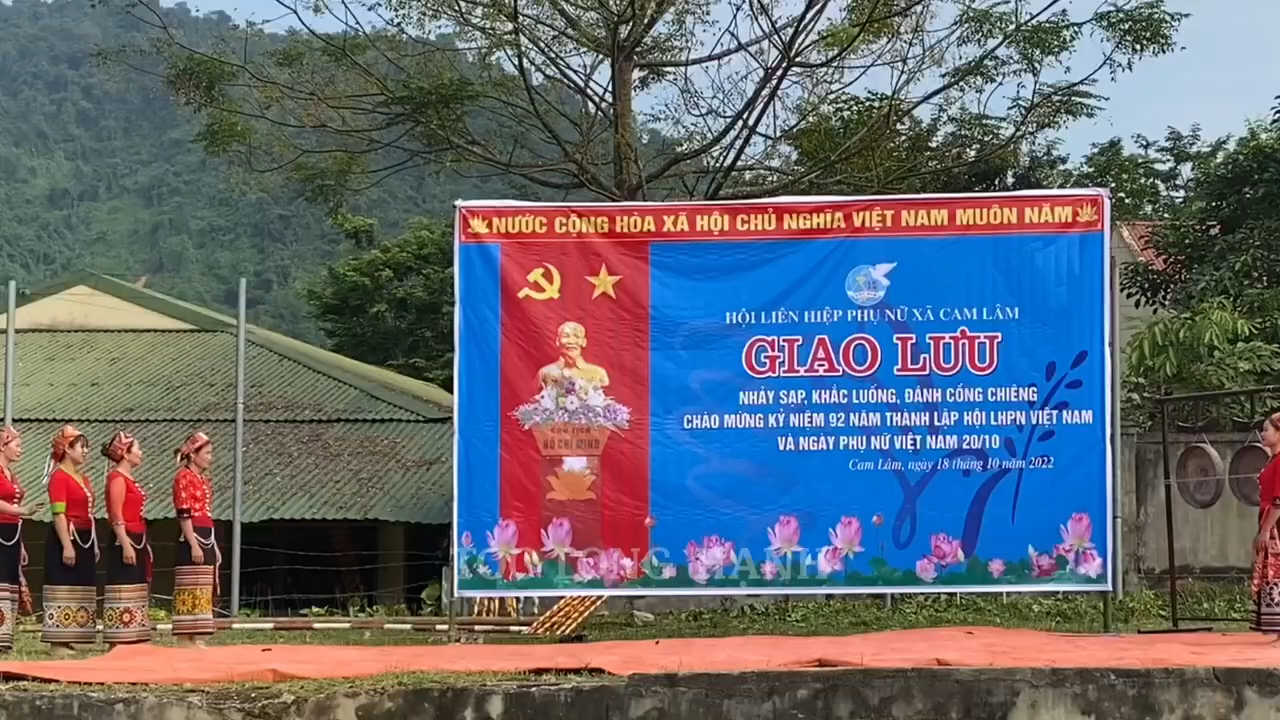 NƯỚC CỘNG HÒA XÃ HỘI CHỦ NGHĨA VIỆT NAM MUÔN NĂM
HỘI LIÊN HIỆP PHỤ NỮ XÃ CAM LÂM
GIAO LƯU
NHẢY SẠP, KHẮC LUỐNG, ĐÁNH CỒNG CHIÊNG
CHÀO MỪNG KỶ NIỆM 92 NĂM THÀNH LẬP HỘI LHPN VIỆT NAM
VÀ NGÀY PHỤ NỮ VIỆT NAM 20/10
Cam Lâm, ngày 18 tháng 10 năm 2022
CHỦ TỊCH
HỒ CHÍ MINH